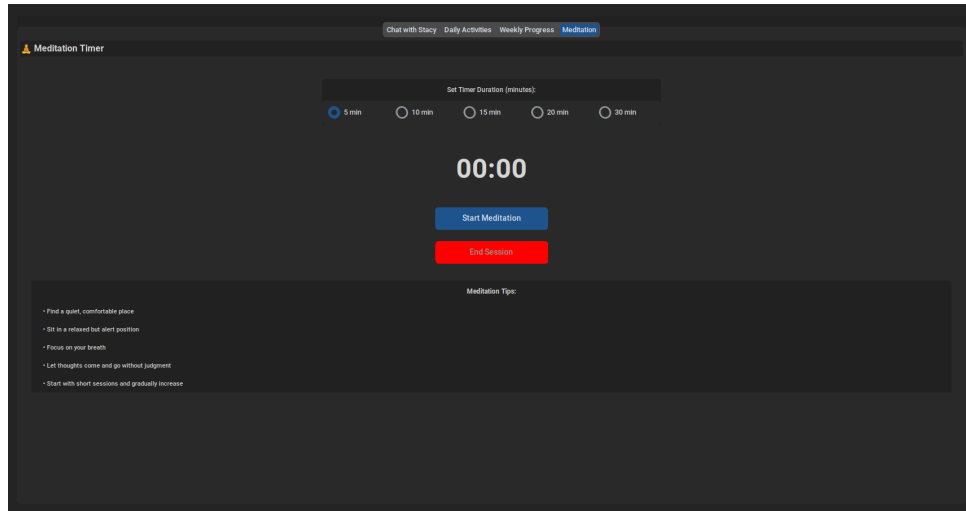 Chat with Stacy Daily Activities Weekly Progress Meditation
Meditation Timer
Set Timer Duration (minutes):
5 min 10 min 15 min 20 min 30 min
00:00
Start Meditation
End Session
Meditation Tips:
• Find a quiet, comfortable place
• Sit in a relaxed but alert position
• Focus on your breath
• Let thoughts come and go without judgment
• Start with short sessions and gradually increase